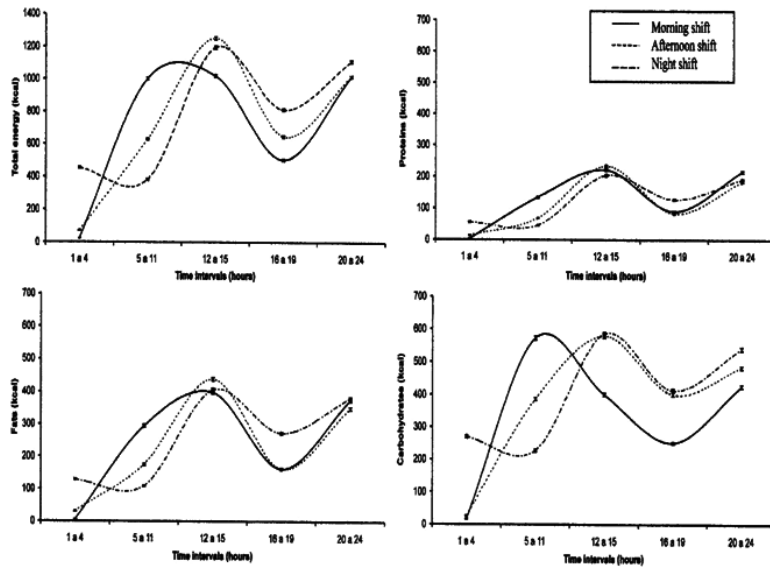 1400
1200
1000
800
600
400
200
0
Total energy (kcal)
1 a 4 5 a 11 12 a 15 16 a 19 20 a 24
Time intervals (hours)
700
600
500
400
300
200
100
0
Proteins (kcal)
Morning shift
Afternoon shift
Night shift
1 a 4 5 a 11 12 a 15 16 a 19 20 a 24
Time intervals (hours)
700
600
500
400
300
200
100
0
Fats (kcal)
1 a 4 5 a 11 12 a 15 16 a 19 20 a 24
Time intervals (hours)
700
600
500
400
300
200
100
0
Carbohydrates (kcal)
1 a 4 5 a 11 12 a 15 16 a 19 20 a 24
Time intervals (hours)